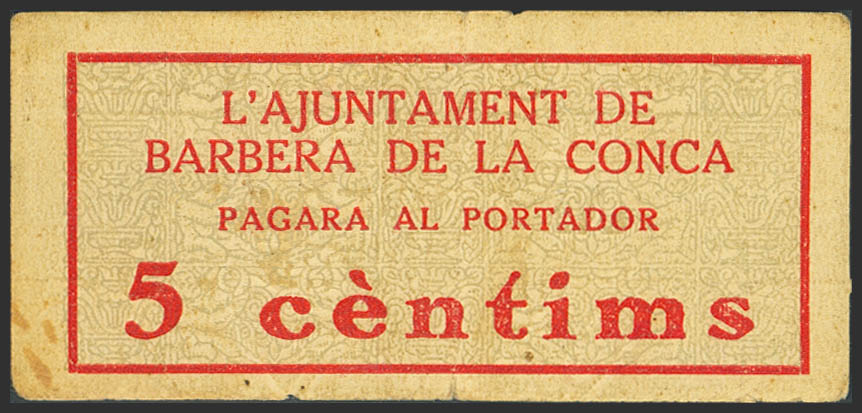 L'AJUNTAMENT DE
BARBERA DE LA CONCA
PAGARA AL PORTADOR
5 cèntims